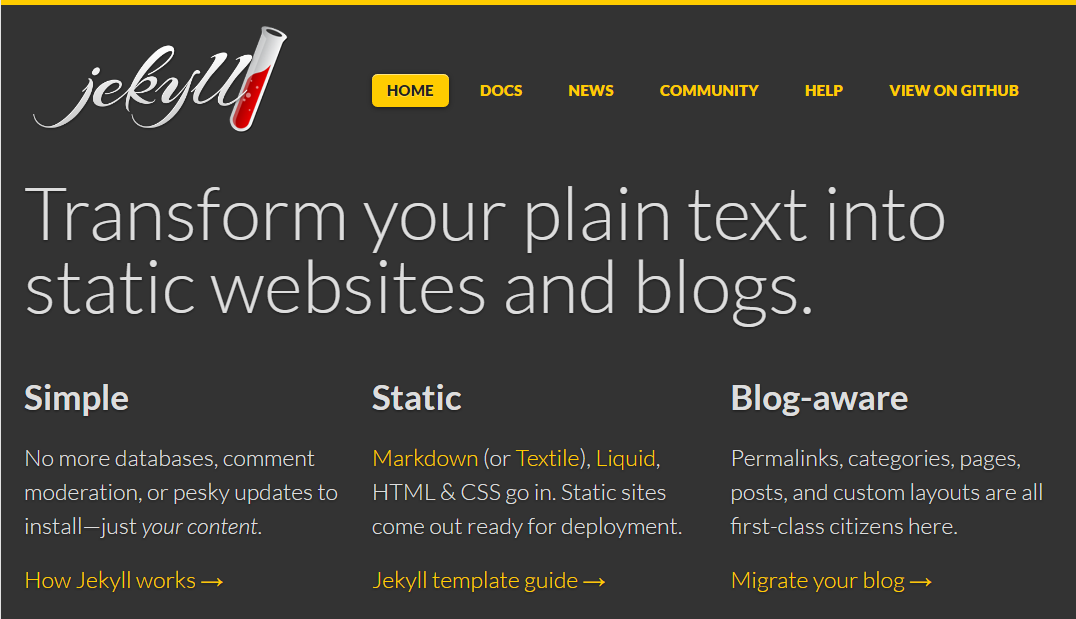 jekyll
HOME DOCS NEWS COMMUNITY HELP VIEW ON GITHUB
Transform your plain text into
static websites and blogs.
Simple
No more databases, comment
moderation, or pesky updates to
install—just your content.
How Jekyll works →
Static
Markdown (or Textile), Liquid,
HTML & CSS go in. Static sites
come out ready for deployment.
Jekyll template guide →
Blog-aware
Permalinks, categories, pages,
posts, and custom layouts are all
first-class citizens here.
Migrate your blog →